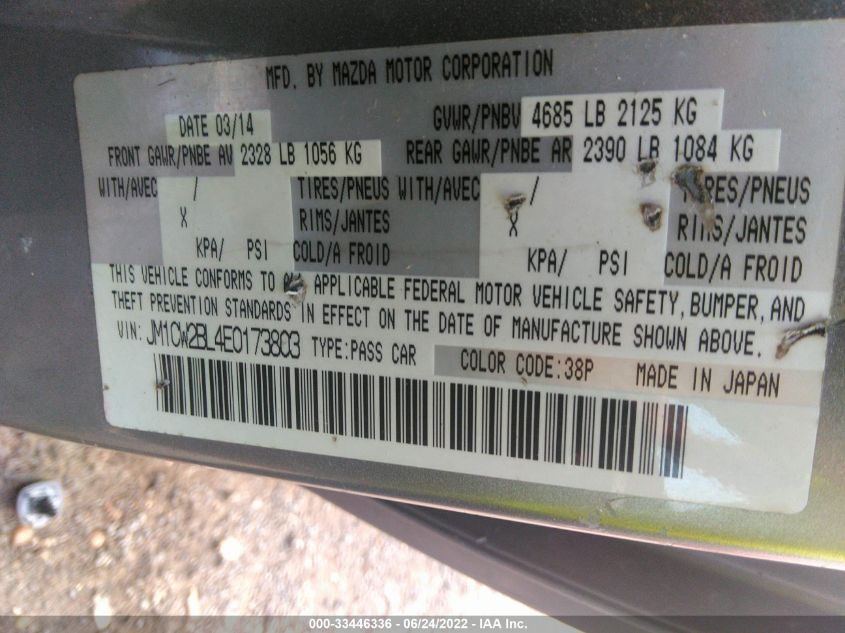 MFD. BY MAZDA MOTOR CORPORATION
DATE 03/14 GVWR/PNBV 4685 LB 2125 KG
FRONT GAWR/PNBE AV 2328 LB 1056 KG REAR GAWR/PNBE AR 2390 LB 1084 KG
WITH/AVEC / TIRES/PNEUS WITH/AVEC / TIRES/PNEUS
X RIMS/JANTES X RIMS/JANTES
KPA/ PSI COLD/A FROID KPA/ PSI COLD/A FROID
THIS VEHICLE CONFORMS TO APPLICABLE FEDERAL MOTOR VEHICLE SAFETY, BUMPER, AND
THEFT PREVENTION STANDARDS IN EFFECT ON THE DATE OF MANUFACTURE SHOWN ABOVE.
VIN: JM1CW2BL4E0173803 TYPE:PASS CAR COLOR CODE:38P MADE IN JAPAN
000-33446336 - 06/24/2022 - IAA Inc.